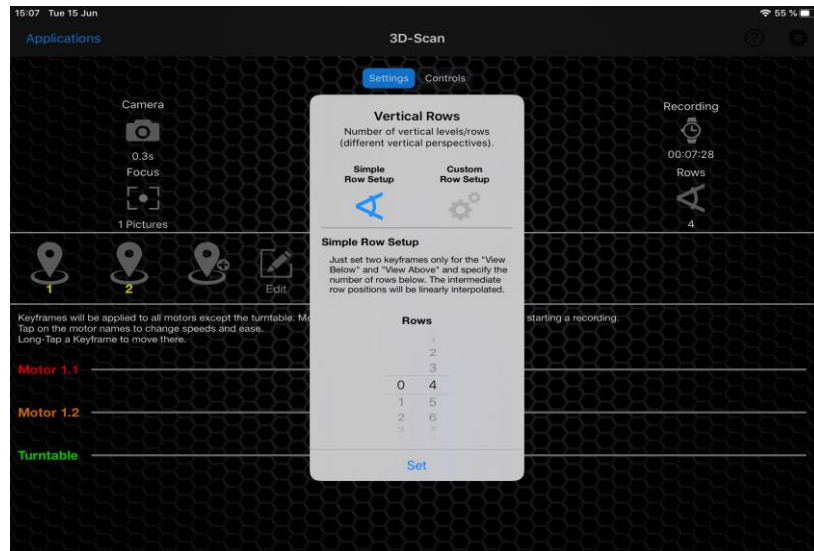 15:07 Tue 15 Jun
55 %
Applications
3D-Scan
Settings Controls
Camera
0.3s
Focus
1 Pictures
Recording
00:07:28
Rows
4
Vertical Rows
Number of vertical levels/rows
(different vertical perspectives).
Simple
Row Setup
Custom
Row Setup
Simple Row Setup
Just set two keyframes only for the "View
Below" and "View Above" and specify the
number of rows below. The intermediate
row positions will be linearly interpolated.
Rows
1
2
3
0 4
1 5
2 6
3 7
Set
1
2
Edit
Keyframes will be applied to all motors except the turntable.
starting a recording.
Tap on the motor names to change speeds and ease.
Long-Tap a Keyframe to move there.
Motor 1.1
Motor 1.2
Turntable